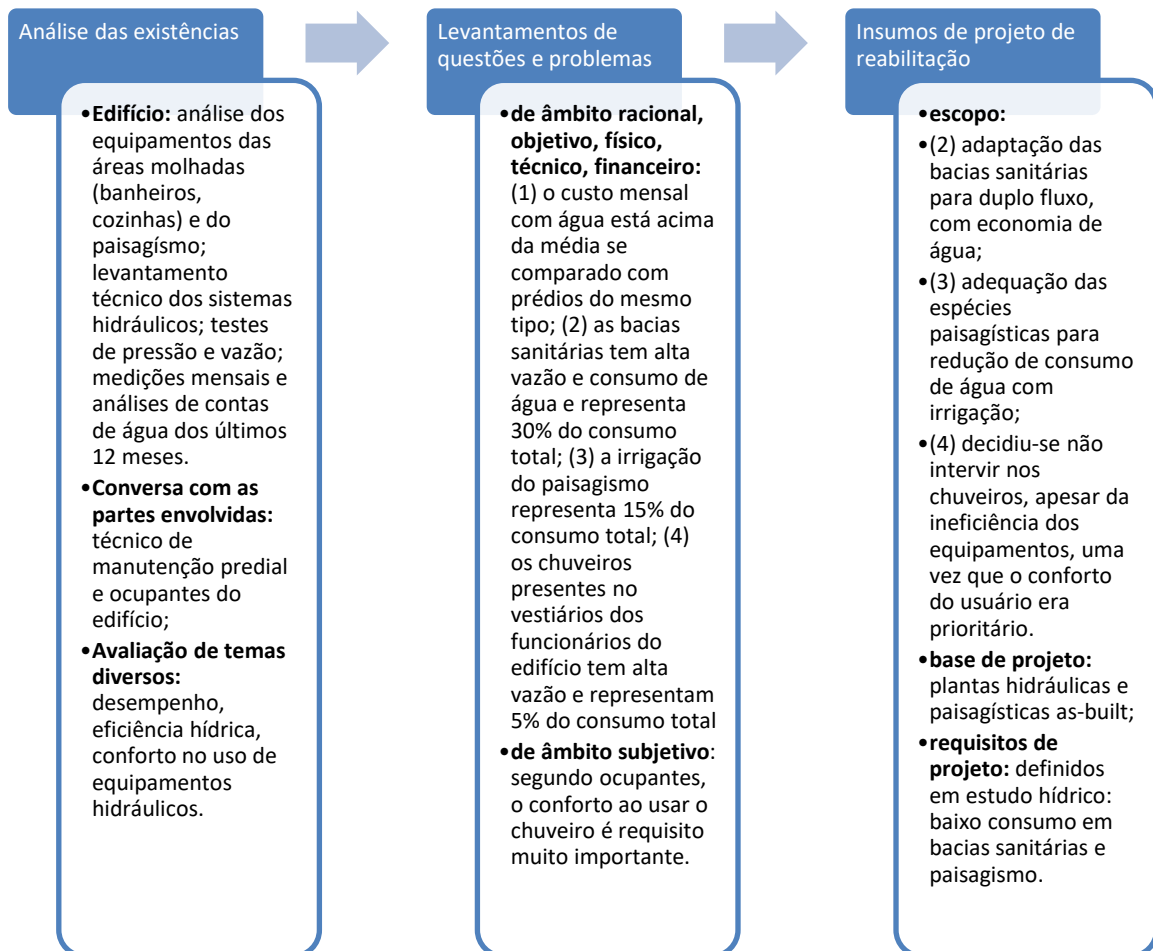 Análise das existências
•Edifício: análise dos
equipamentos das
áreas molhadas
(banheiros,
cozinhas) e do
paisagísmo;
levantamento
técnico dos sistemas
hidráulicos; testes
de pressão e vazão;
medições mensais e
análises de contas
de água dos últimos
12 meses.
•Conversa com as
partes envolvidas:
técnico de
manutenção predial
e ocupantes do
edifício;
•Avaliação de temas
diversos:
desempenho,
eficiência hídrica,
conforto no uso de
equipamentos
hidráulicos.
Levantamentos de
questões e problemas
•de âmbito racional,
objetivo, físico,
técnico, financeiro:
(1) o custo mensal
com água está acima
da média se
comparado com
prédios do mesmo
tipo; (2) as bacias
sanitárias tem alta
vazão e consumo de
água e representa
30% do consumo
total; (3) a irrigação
do paisagismo
representa 15% do
consumo total; (4)
os chuveiros
presentes no
vestiários dos
funcionários do
edifício tem alta
vazão e representam
5% do consumo total
•de âmbito subjetivo:
segundo ocupantes,
o conforto ao usar o
chuveiro é requisito
muito importante.
Insumos de projeto de
reabilitação
•escopo:
•(2) adaptação das
bacias sanitárias
para duplo fluxo,
com economia de
água;
•(3) adequação das
espécies
paisagísticas para
redução de consumo
de água com
irrigação;
•(4) decidiu-se não
intervir nos
chuveiros, apesar da
ineficiência dos
equipamentos, uma
vez que o conforto
do usuário era
prioritário.
•base de projeto:
plantas hidráulicas e
paisagísticas as-built;
•requisitos de
projeto: definidos
em estudo hídrico:
baixo consumo em
bacias sanitárias e
paisagismo.